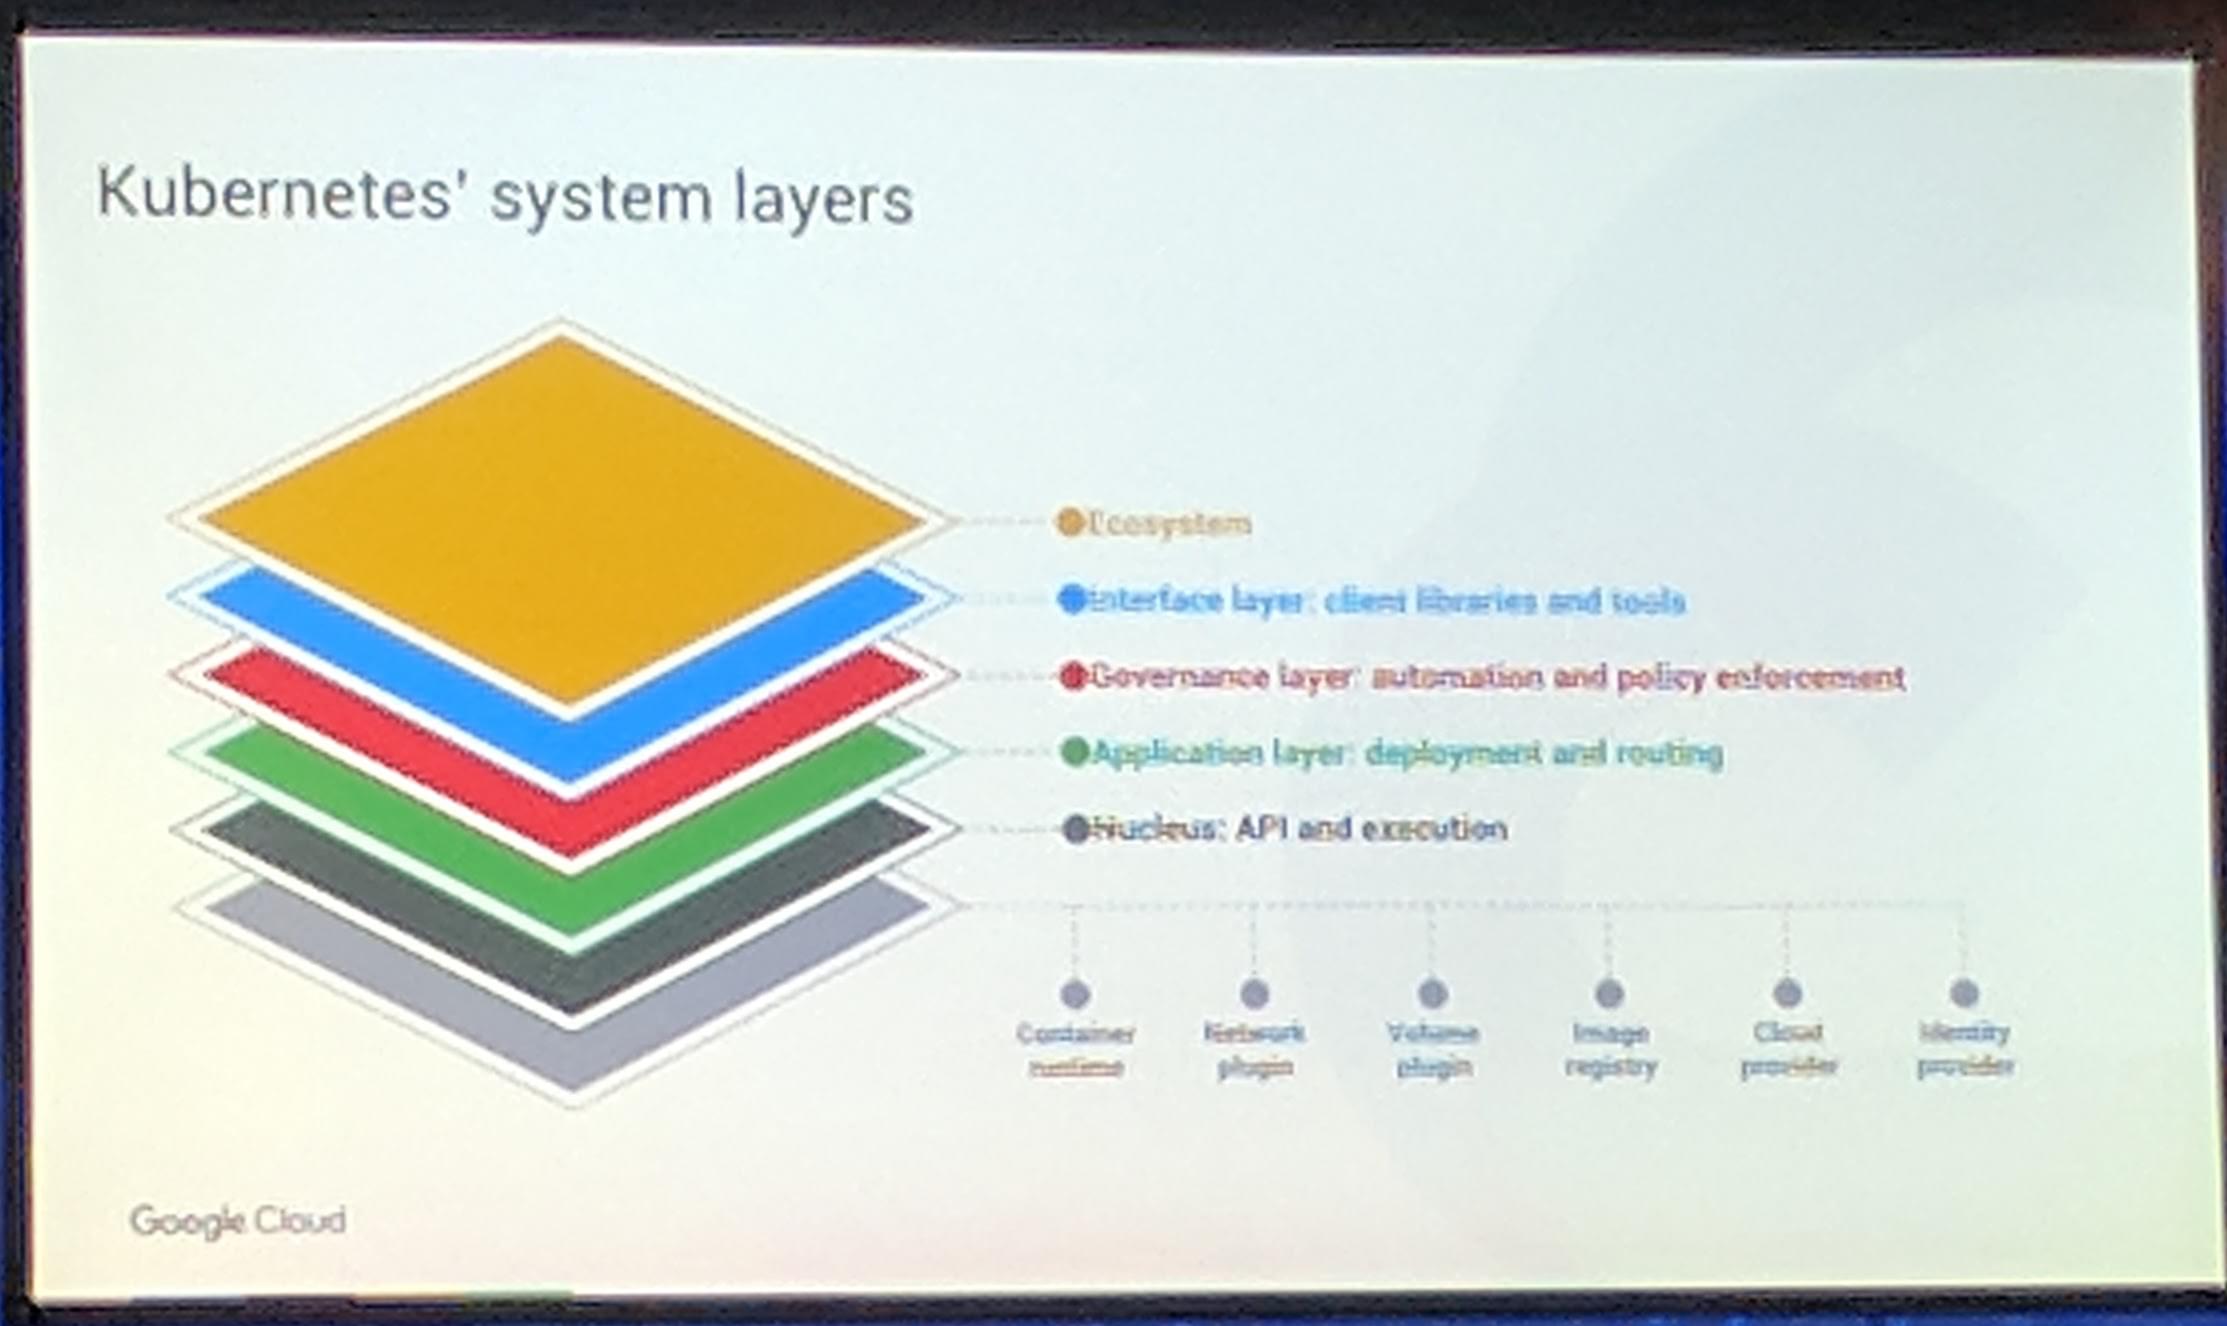 Kubernetes' system layers
Ecosystem
Interface layer: client libraries and tools
Governance layer: automation and policy enforcement
Application layer: deployment and routing
Nucleus: API and execution
Container
runtime
Network
plugin
Volume
plugin
Image
registry
Cloud
provider
Identity
provider
Google Cloud